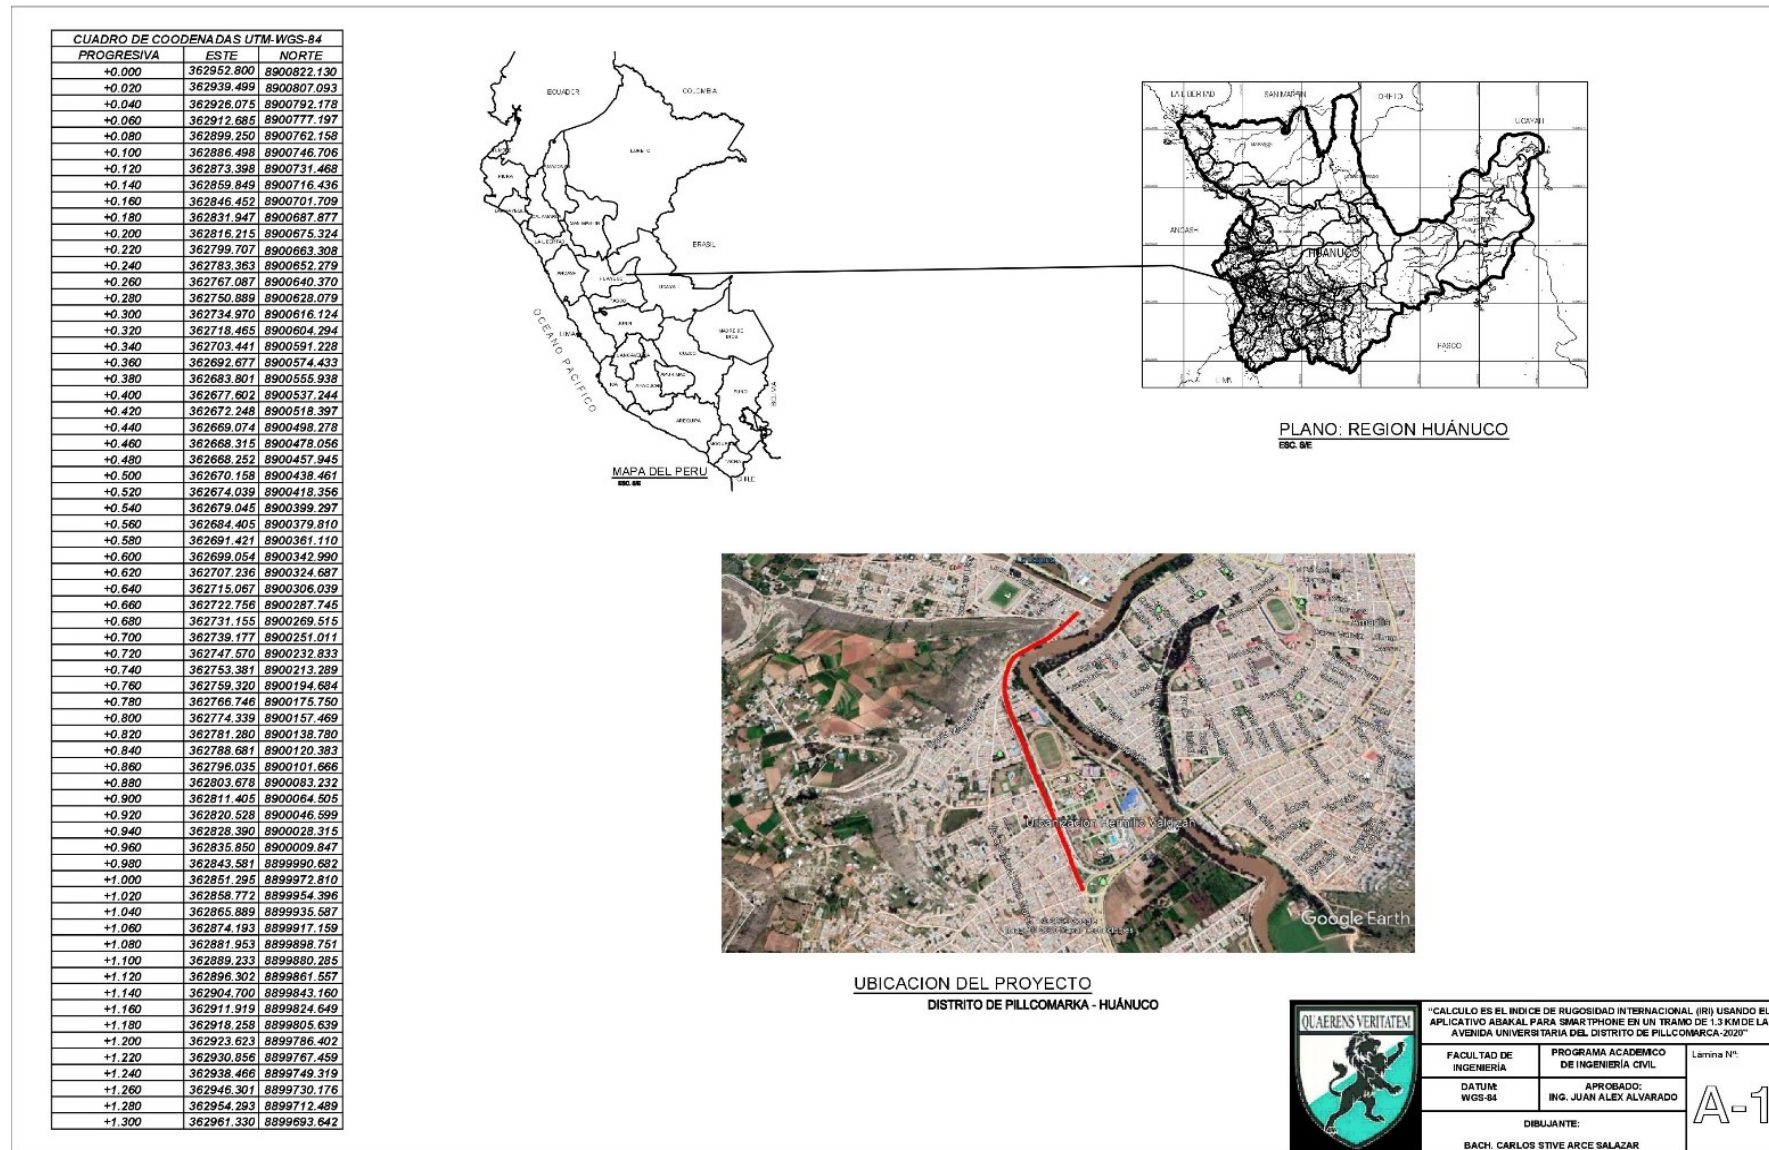 CUADRO DE COODENADAS UTM-WGS-84
PROGRESIVA ESTE NORTE
+0.000 362952.800 8900822.130
+0.020 362939.499 8900807.093
+0.040 362926.075 8900792.178
+0.060 362912.685 8900777.197
+0.080 362899.250 8900762.158
+0.100 362886.498 8900746.706
+0.120 362873.398 8900731.468
+0.140 362859.849 8900716.436
+0.160 362846.452 8900701.709
+0.180 362831.947 8900687.877
+0.200 362816.215 8900675.324
+0.220 362799.707 8900663.308
+0.240 362783.363 8900652.279
+0.260 362767.087 8900640.370
+0.280 362750.889 8900628.079
+0.300 362734.970 8900616.124
+0.320 362718.465 8900604.294
+0.340 362703.441 8900591.228
+0.360 362692.677 8900574.433
+0.380 362683.801 8900555.938
+0.400 362677.602 8900537.244
+0.420 362672.248 8900518.397
+0.440 362669.074 8900498.278
+0.460 362668.315 8900478.056
+0.480 362668.252 8900457.945
+0.500 362670.158 8900438.461
+0.520 362674.039 8900418.356
+0.540 362679.045 8900399.297
+0.560 362684.405 8900379.810
+0.580 362691.421 8900361.110
+0.600 362699.054 8900342.990
+0.620 362707.236 8900324.687
+0.640 362715.067 8900306.039
+0.660 362722.756 8900287.745
+0.680 362731.155 8900269.515
+0.700 362739.177 8900251.011
+0.720 362747.570 8900232.833
+0.740 362753.381 8900213.289
+0.760 362759.320 8900194.684
+0.780 362766.746 8900175.750
+0.800 362774.339 8900157.469
+0.820 362781.280 8900138.780
+0.840 362788.681 8900120.383
+0.860 362796.035 8900101.666
+0.880 362803.678 8900083.232
+0.900 362811.405 8900064.505
+0.920 362820.528 8900046.599
+0.940 362828.390 8900028.315
+0.960 362835.850 8900009.847
+0.980 362843.581 8899990.682
+1.000 362851.295 8899972.810
+1.020 362858.772 8899954.396
+1.040 362865.889 8899935.587
+1.060 362874.193 8899917.159
+1.080 362881.953 8899898.751
+1.100 362889.233 8899880.285
+1.120 362896.302 8899861.557
+1.140 362904.700 8899843.160
+1.160 362911.919 8899824.649
+1.180 362918.258 8899805.639
+1.200 362923.623 8899786.402
+1.220 362930.856 8899767.459
+1.240 362938.466 8899749.319
+1.260 362946.301 8899730.176
+1.280 362954.293 8899712.489
+1.300 362961.330 8899693.642
ECUADOR
COLOMBIA
LORETO
PIURA
LA LIBERTAD
SAN MARTIN
BRASIL
ANCASH
UCAYALI
PASCO
JUNIN
LIMA
MADRE DE DIOS
CUZCO
ICA
PUNO
AREQUIPA
BOLIVIA
CHILE
OCEANO PACIFICO
MAPA DEL PERU
ESC. S/E
LA LIBERTAD
SAN MARTIN
LORETO
UCAYALI
ANCASH
HUANUCO
PASCO
LIMA
PLANO: REGION HUÁNUCO
ESC. S/E
Amarilis
Urbanización Hermilio Valdizán
Google Earth
UBICACION DEL PROYECTO
DISTRITO DE PILLCOMARKA - HUÁNUCO
QUAERENS VERITATEM
"CALCULO ES EL INDICE DE RUGOSIDAD INTERNACIONAL (IRI) USANDO EL
APLICATIVO ABAKAL PARA SMARTPHONE EN UN TRAMO DE 1.3 KM DE LA
AVENIDA UNIVERSITARIA DEL DISTRITO DE PILLCOMARCA-2020"
FACULTAD DE
INGENIERÍA
PROGRAMA ACADEMICO
DE INGENIERÍA CIVIL
Lámina Nº:
DATUM:
WGS-84
APROBADO:
ING. JUAN ALEX ALVARADO
A-1
DIBUJANTE:
BACH. CARLOS STIVE ARCE SALAZAR